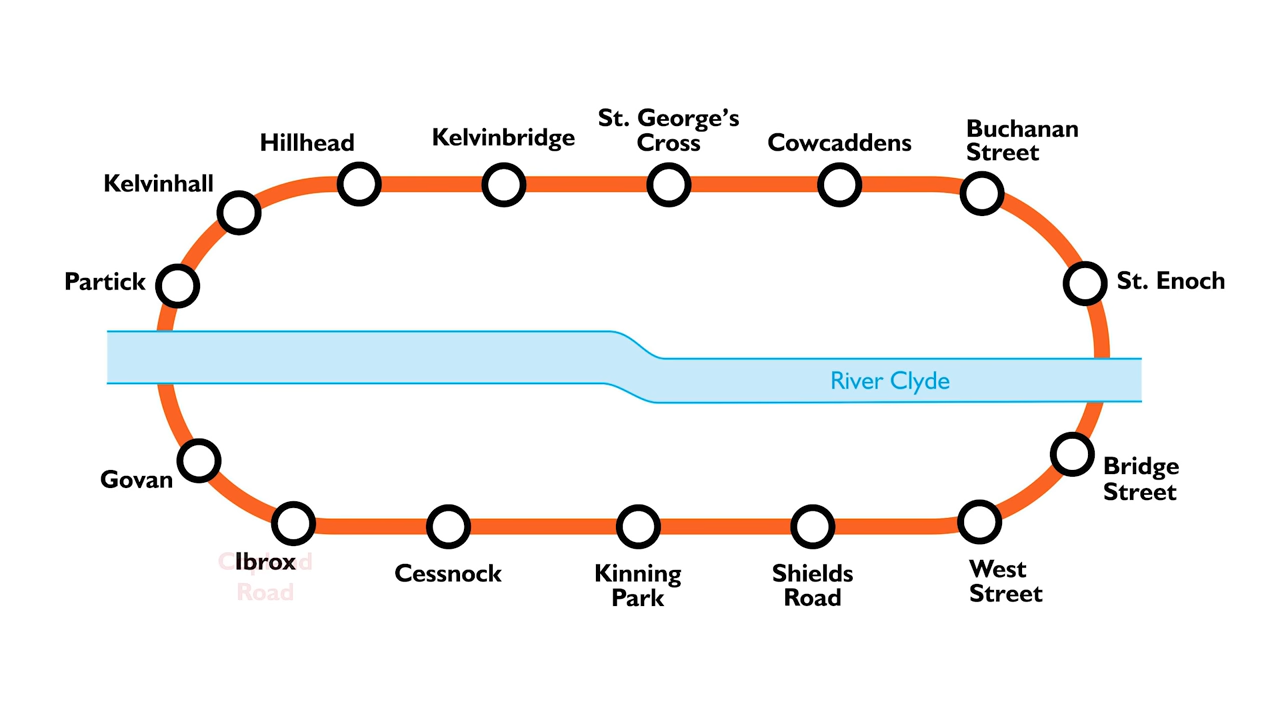 St. George’s
Cross
Buchanan
Street
Hillhead
Kelvinbridge
Cowcaddens
Kelvinhall
Partick
St. Enoch
River Clyde
Govan
Bridge
Street
Ibrox
Road
Cessnock
Kinning
Park
Shields
Road
West
Street